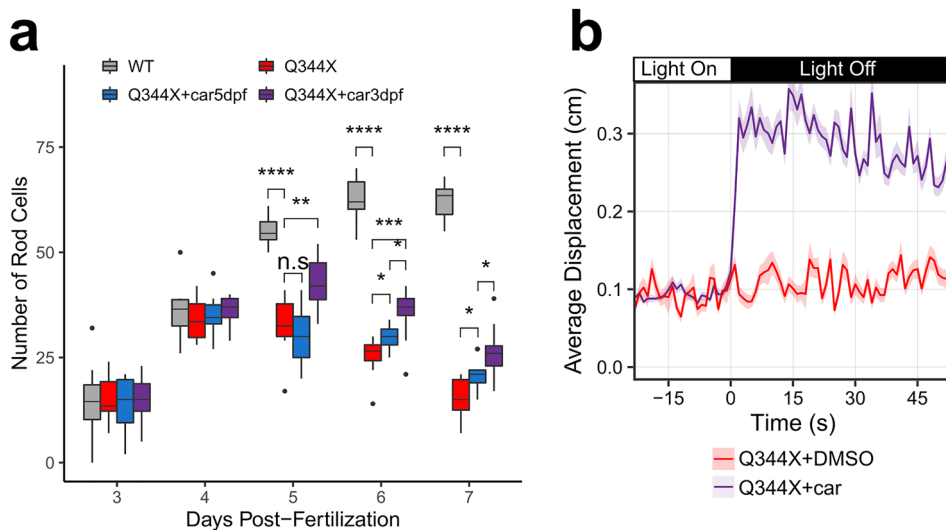 a
WT
Q344X
Q344X+car5dpf
Q344X+car3dpf
Number of Rod Cells
75
50
25
0
****
**
n.s
****
***
*
*
****
*
*
3 4 5 6 7
Days Post−Fertilization
b
Light On
Light Off
Average Displacement (cm)
0.3
0.2
0.1
0.0
−15 0 15 30 45
Time (s)
Q344X+DMSO
Q344X+car